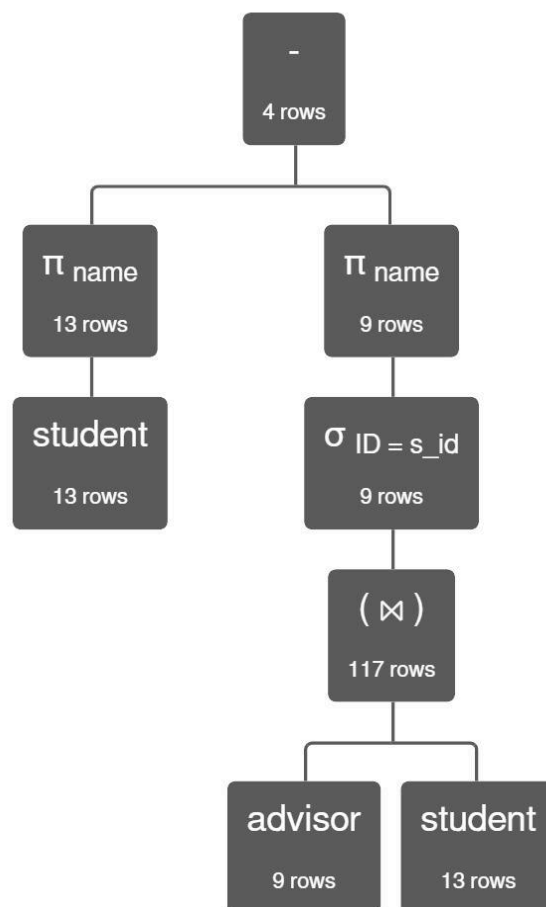 -
4 rows
π name
13 rows
π name
9 rows
student
13 rows
σ ID = s_id
9 rows
( ⋈ )
117 rows
advisor
9 rows
student
13 rows